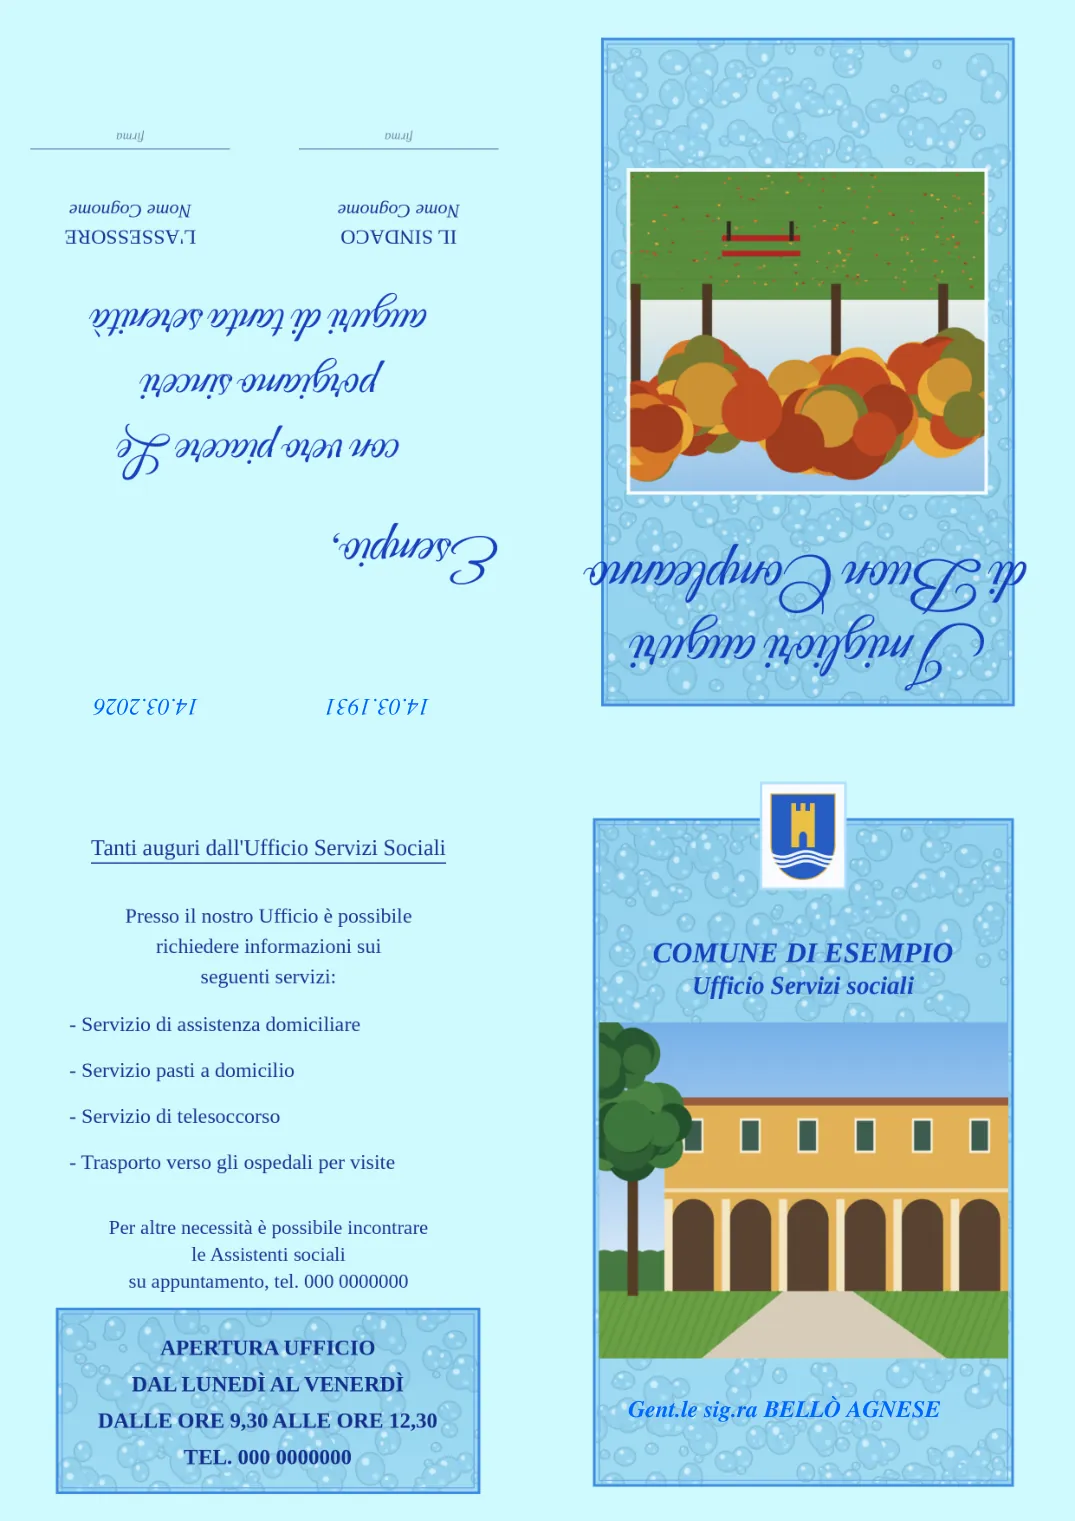 I migliori auguri
di Buon Compleanno
14.03.1931
14.03.2026
Esempio,
con vero piacere Le
porgiamo sinceri
auguri di tanta serenità
IL SINDACO
Nome Cognome
firma
L'ASSESSORE
Nome Cognome
firma
Tanti auguri dall'Ufficio Servizi Sociali
Presso il nostro Ufficio è possibile
richiedere informazioni sui
seguenti servizi:
- Servizio di assistenza domiciliare
- Servizio pasti a domicilio
- Servizio di telesoccorso
- Trasporto verso gli ospedali per visite
Per altre necessità è possibile incontrare
le Assistenti sociali
su appuntamento, tel. 000 0000000
APERTURA UFFICIO
DAL LUNEDÌ AL VENERDÌ
DALLE ORE 9,30 ALLE ORE 12,30
TEL. 000 0000000
COMUNE DI ESEMPIO
Ufficio Servizi sociali
Gent.le sig.ra BELLÒ AGNESE